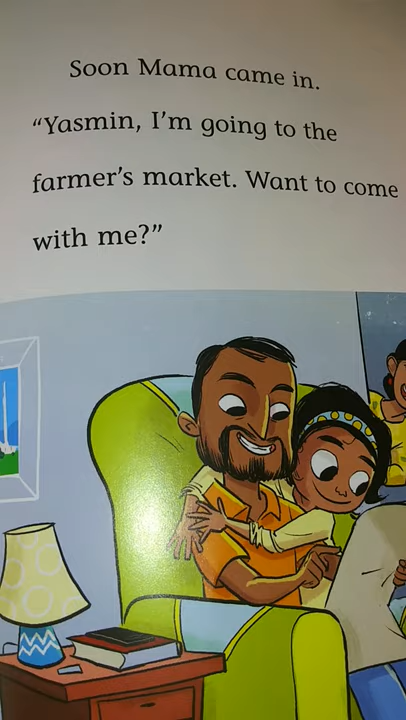 Soon Mama came in.
“Yasmin, I’m going to the
farmer’s market. Want to come
with me?”